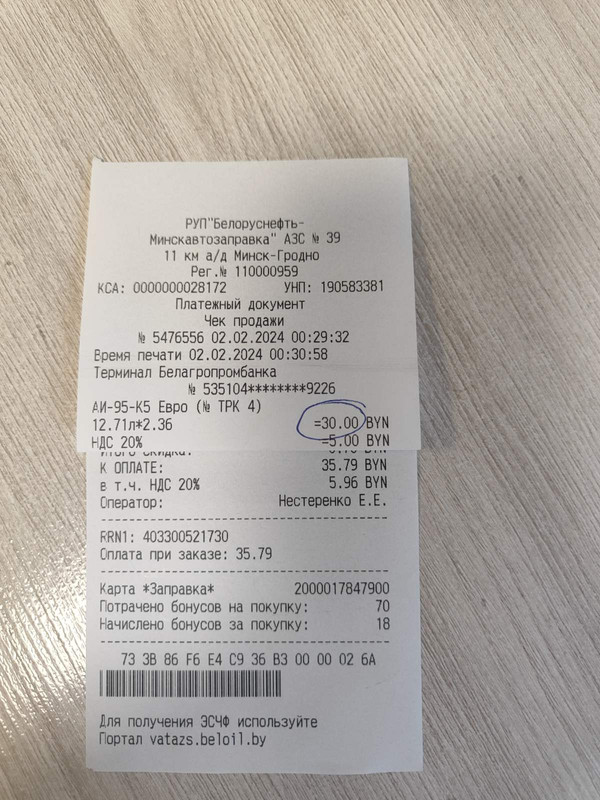 РУП"Белоруснефть-
Минскавтозаправка" АЗС № 39
11 км а/д Минск-Гродно
Рег.№ 110000959
КСА: 0000000028172 УНП: 190583381
Платежный документ
Чек продажи
№ 5476556 02.02.2024 00:29:32
Время печати 02.02.2024 00:30:58
Терминал Белагропромбанка
№ 535104********9226
АИ-95-К5 Евро (№ ТРК 4)
12.71л*2.36 =30.00 BYN
НДС 20% =5.00 BYN
Итого скидка: 0.70 BYN
К ОПЛАТЕ: 35.79 BYN
в т.ч. НДС 20% 5.96 BYN
Оператор: Нестеренко Е.Е.
RRN1: 403300521730
Оплата при заказе: 35.79
Карта *Заправка* 2000017847900
Потрачено бонусов на покупку: 70
Начислено бонусов за покупку: 18
73 3B 86 F6 E4 C9 36 B3 00 00 02 6A
Для получения ЭСЧФ используйте
Портал vatazs.beloil.by